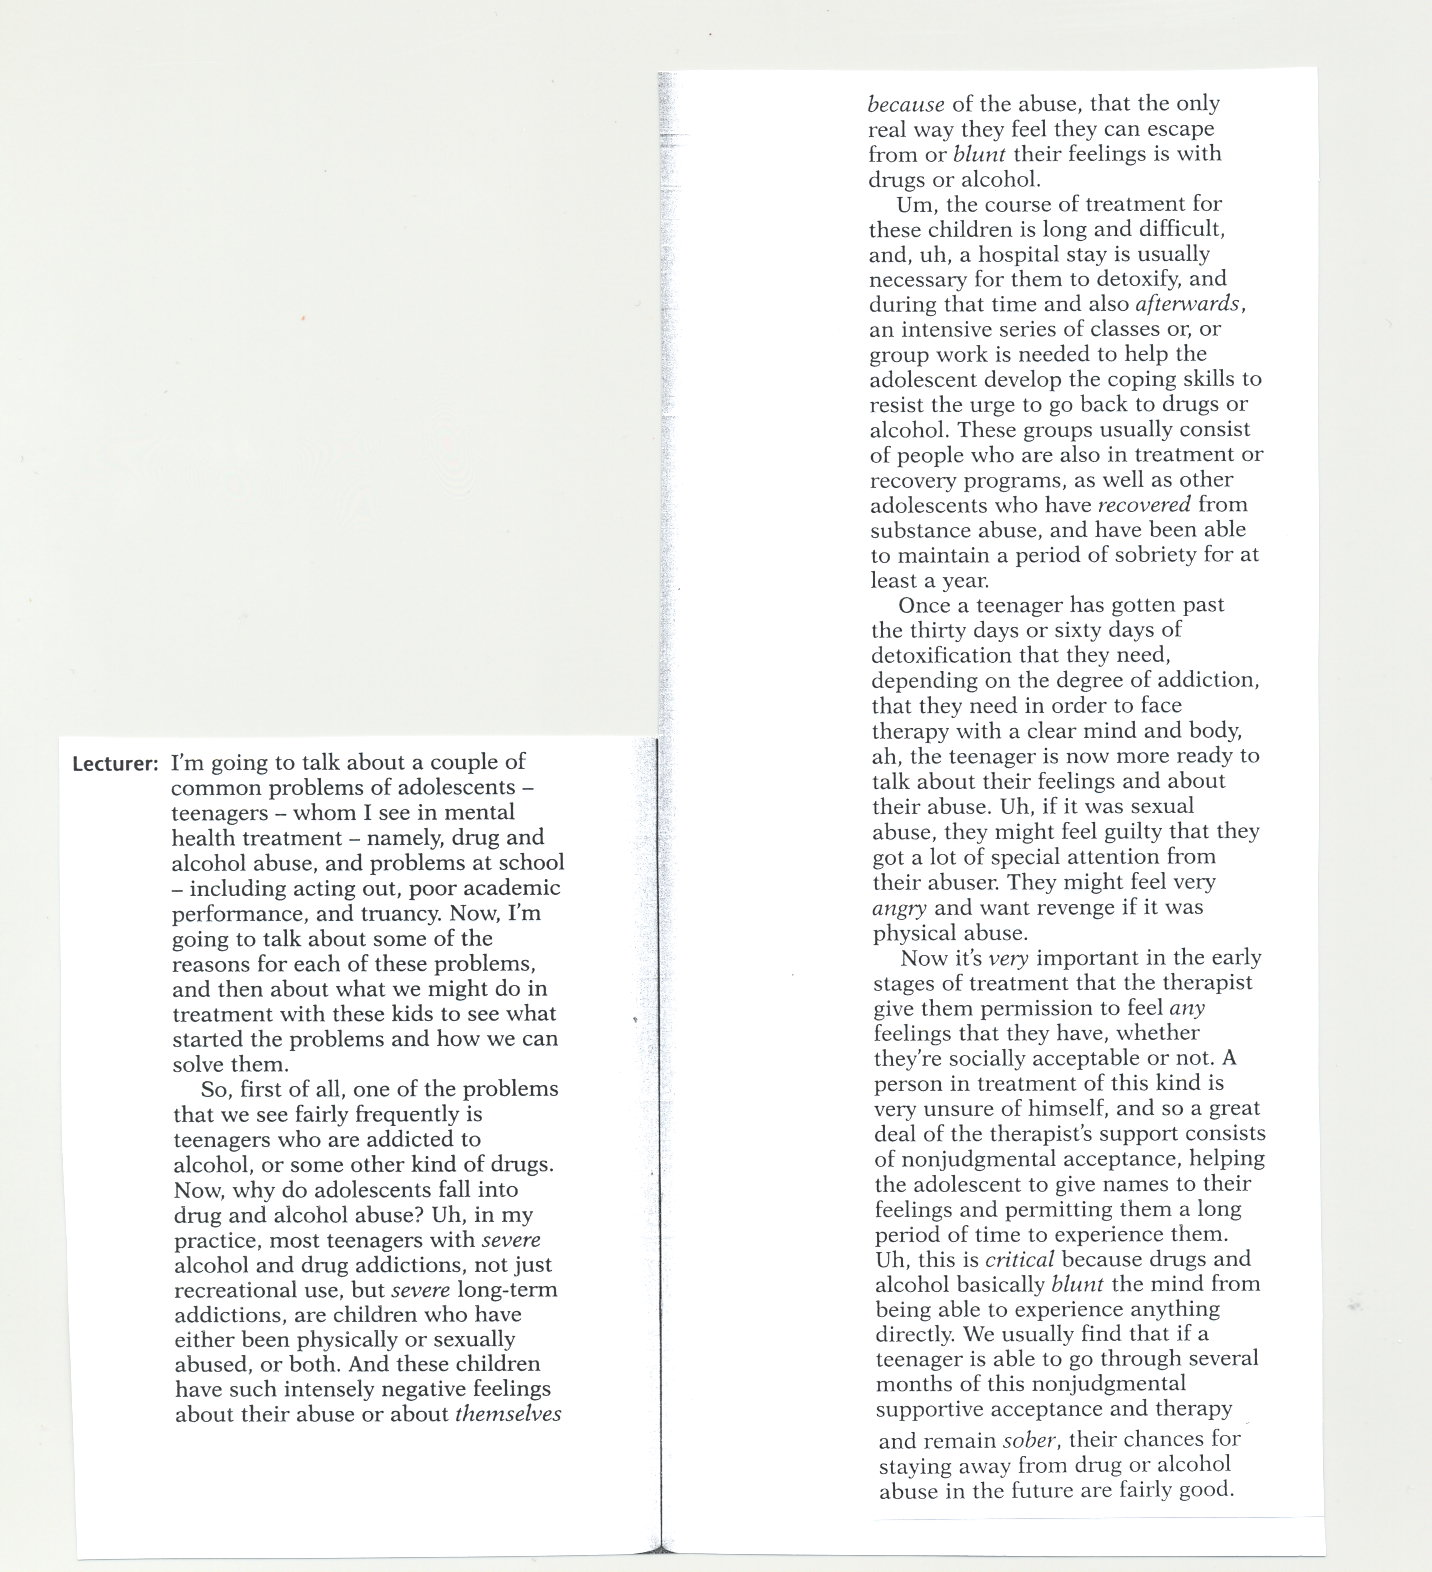 Lecturer: I'm going to talk about a couple of
common problems of adolescents –
teenagers – whom I see in mental
health treatment – namely, drug and
alcohol abuse, and problems at school
– including acting out, poor academic
performance, and truancy. Now, I'm
going to talk about some of the
reasons for each of these problems,
and then about what we might do in
treatment with these kids to see what
started the problems and how we can
solve them.
So, first of all, one of the problems
that we see fairly frequently is
teenagers who are addicted to
alcohol, or some other kind of drugs.
Now, why do adolescents fall into
drug and alcohol abuse? Uh, in my
practice, most teenagers with severe
alcohol and drug addictions, not just
recreational use, but severe long-term
addictions, are children who have
either been physically or sexually
abused, or both. And these children
have such intensely negative feelings
about their abuse or about themselves
because of the abuse, that the only
real way they feel they can escape
from or blunt their feelings is with
drugs or alcohol.
Um, the course of treatment for
these children is long and difficult,
and, uh, a hospital stay is usually
necessary for them to detoxify, and
during that time and also afterwards,
an intensive series of classes or, or
group work is needed to help the
adolescent develop the coping skills to
resist the urge to go back to drugs or
alcohol. These groups usually consist
of people who are also in treatment or
recovery programs, as well as other
adolescents who have recovered from
substance abuse, and have been able
to maintain a period of sobriety for at
least a year.
Once a teenager has gotten past
the thirty days or sixty days of
detoxification that they need,
depending on the degree of addiction,
that they need in order to face
therapy with a clear mind and body,
ah, the teenager is now more ready to
talk about their feelings and about
their abuse. Uh, if it was sexual
abuse, they might feel guilty that they
got a lot of special attention from
their abuser. They might feel very
angry and want revenge if it was
physical abuse.
Now it's very important in the early
stages of treatment that the therapist
give them permission to feel any
feelings that they have, whether
they're socially acceptable or not. A
person in treatment of this kind is
very unsure of himself, and so a great
deal of the therapist's support consists
of nonjudgmental acceptance, helping
the adolescent to give names to their
feelings and permitting them a long
period of time to experience them.
Uh, this is critical because drugs and
alcohol basically blunt the mind from
being able to experience anything
directly. We usually find that if a
teenager is able to go through several
months of this nonjudgmental
supportive acceptance and therapy
and remain sober, their chances for
staying away from drug or alcohol
abuse in the future are fairly good.